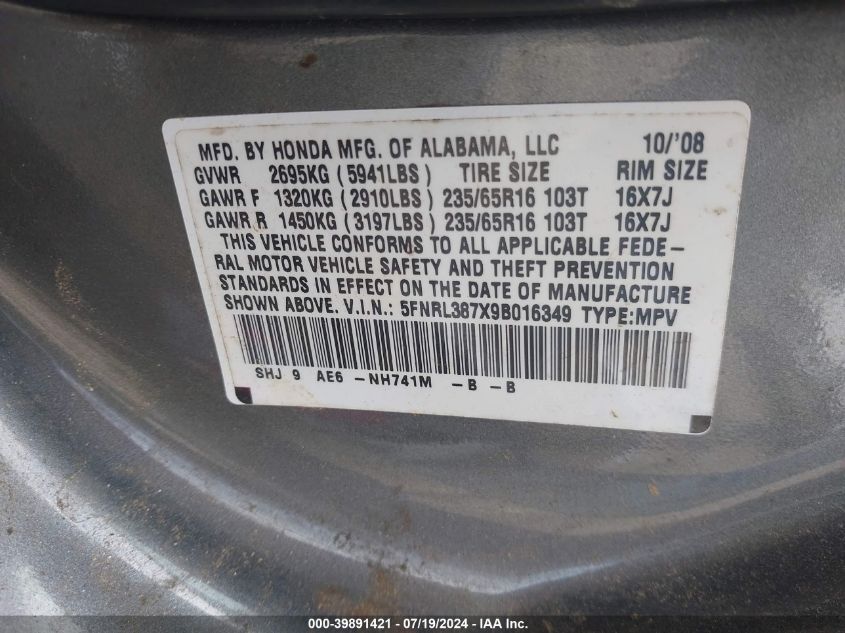 MFD. BY HONDA MFG. OF ALABAMA, LLC 10/'08
GVWR 2695KG (5941LBS) TIRE SIZE RIM SIZE
GAWR F 1320KG (2910LBS) 235/65R16 103T 16X7J
GAWR R 1450KG (3197LBS) 235/65R16 103T 16X7J
THIS VEHICLE CONFORMS TO ALL APPLICABLE FEDE-
RAL MOTOR VEHICLE SAFETY AND THEFT PREVENTION
STANDARDS IN EFFECT ON THE DATE OF MANUFACTURE
SHOWN ABOVE. V.I.N.: 5FNRL387X9B016349 TYPE:MPV
SHJ 9 AE6 -NH741M -B -B
000-39891421 - 07/19/2024 - IAA Inc.